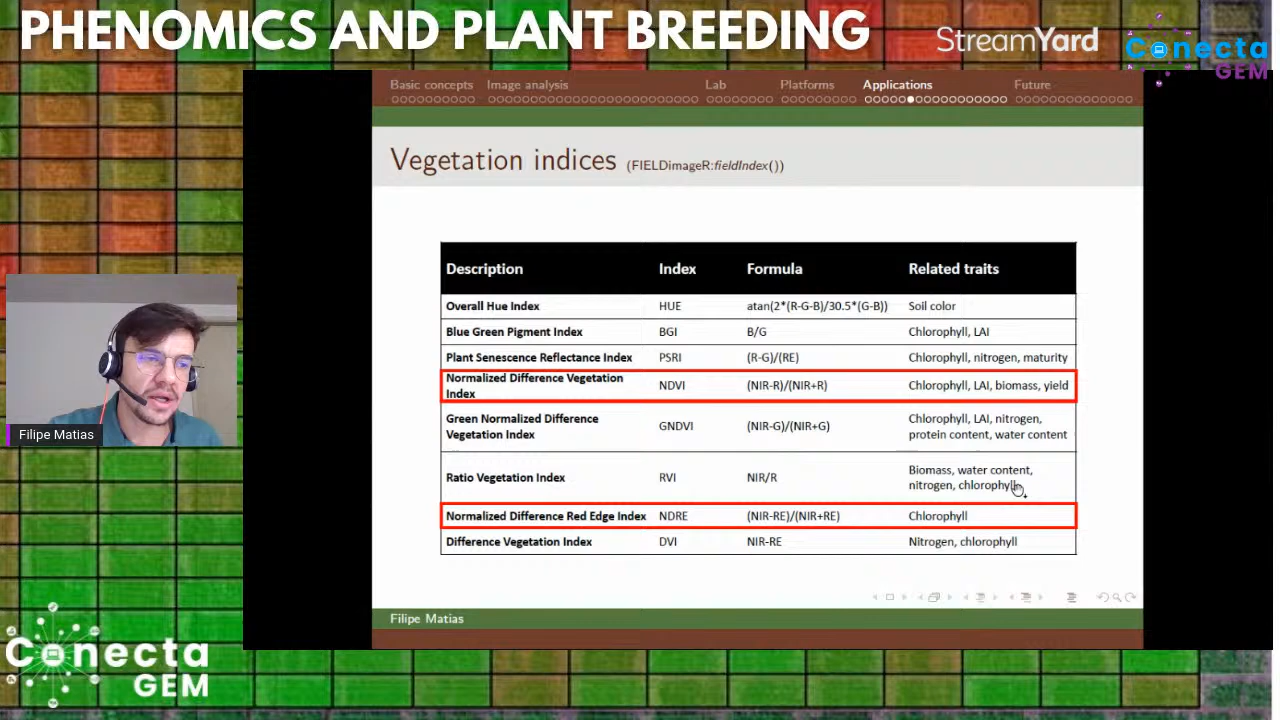 PHENOMICS AND PLANT BREEDING
StreamYard
Conecta
GEM
Basic concepts Image analysis Lab Platforms Applications Future
Vegetation indices (FIELDimageR:fieldIndex())
Description Index Formula Related traits
Overall Hue Index HUE atan(2*(R-G-B)/30.5*(G-B)) Soil color
Blue Green Pigment Index BGI B/G Chlorophyll, LAI
Plant Senescence Reflectance Index PSRI (R-G)/(RE) Chlorophyll, nitrogen, maturity
Normalized Difference Vegetation
Index NDVI (NIR-R)/(NIR+R) Chlorophyll, LAI, biomass, yield
Green Normalized Difference
Vegetation Index GNDVI (NIR-G)/(NIR+G) Chlorophyll, LAI, nitrogen,
protein content, water content
Ratio Vegetation Index RVI NIR/R Biomass, water content,
nitrogen, chlorophyll
Normalized Difference Red Edge Index NDRE (NIR-RE)/(NIR+RE) Chlorophyll
Difference Vegetation Index DVI NIR-RE Nitrogen, chlorophyll
Filipe Matias
Filipe Matias
Conecta
GEM